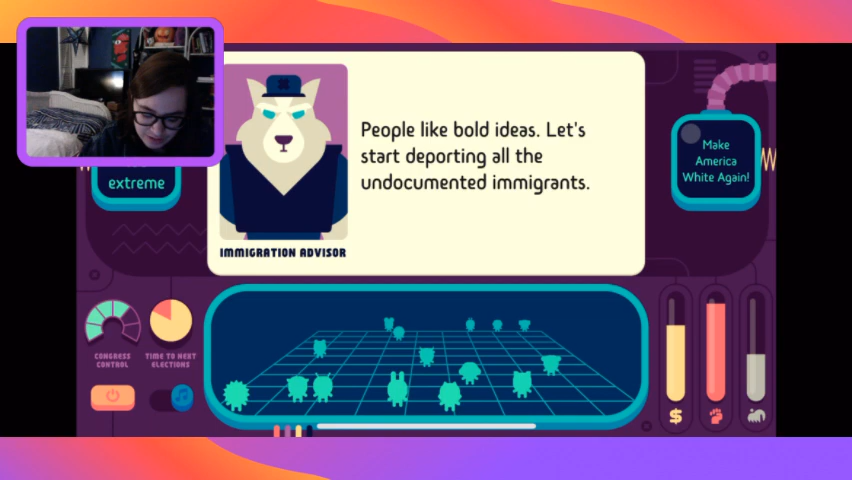 People like bold ideas. Let's
start deporting all the
undocumented immigrants.
Make
America
White Again!
extreme
IMMIGRATION ADVISOR
CONGRESS
CONTROL
TIME TO NEXT
ELECTIONS
$